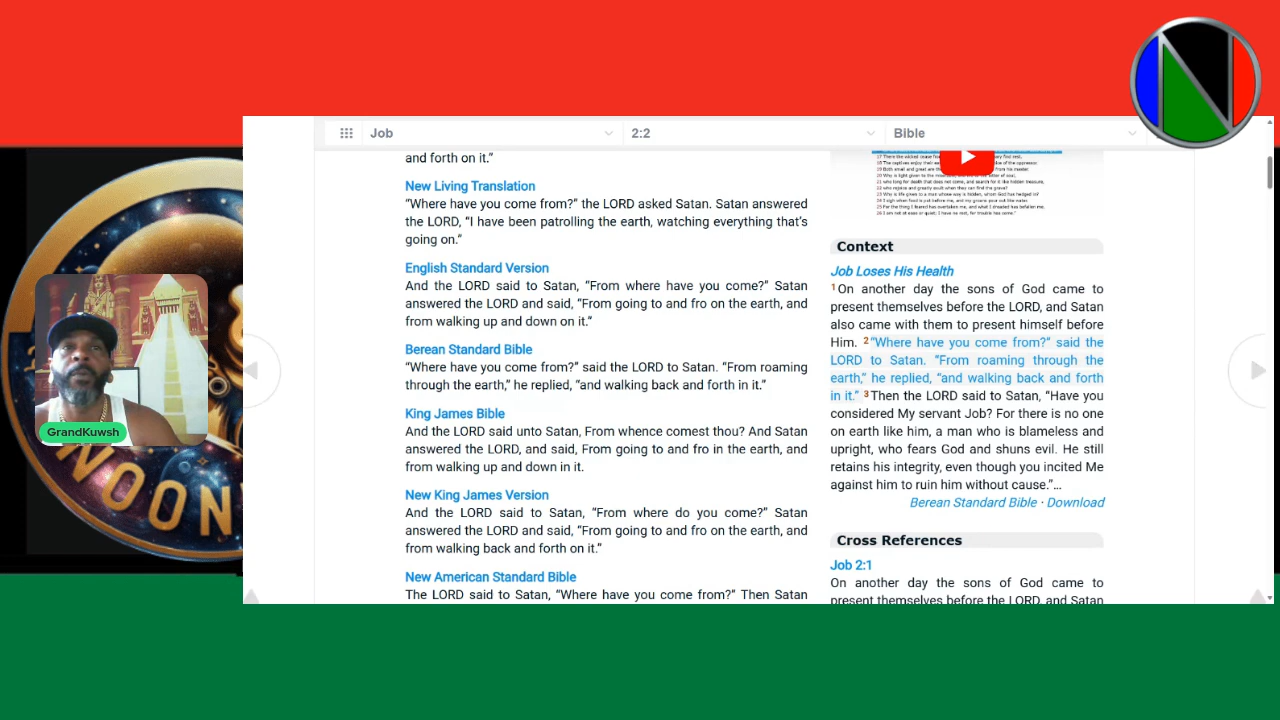 Job
2:2
Bible
and forth on it.”
New Living Translation
“Where have you come from?” the LORD asked Satan. Satan answered
the LORD, “I have been patrolling the earth, watching everything that’s
going on.”
English Standard Version
And the LORD said to Satan, “From where have you come?” Satan
answered the LORD and said, “From going to and fro on the earth, and
from walking up and down on it.”
Berean Standard Bible
“Where have you come from?” said the LORD to Satan. “From roaming
through the earth,” he replied, “and walking back and forth in it.”
King James Bible
And the LORD said unto Satan, From whence comest thou? And Satan
answered the LORD, and said, From going to and fro in the earth, and
from walking up and down in it.
New King James Version
And the LORD said to Satan, “From where do you come?” Satan
answered the LORD and said, “From going to and fro on the earth, and
from walking back and forth on it.”
New American Standard Bible
The LORD said to Satan, “Where have you come from?” Then Satan
Context
Job Loses His Health
1On another day the sons of God came to
present themselves before the LORD, and Satan
also came with them to present himself before
Him. 2“Where have you come from?” said the
LORD to Satan. “From roaming through the
earth,” he replied, “and walking back and forth
in it.” 3Then the LORD said to Satan, “Have you
considered My servant Job? For there is no one
on earth like him, a man who is blameless and
upright, who fears God and shuns evil. He still
retains his integrity, even though you incited Me
against him to ruin him without cause.”…
Berean Standard Bible · Download
Cross References
Job 2:1
On another day the sons of God came to
present themselves before the LORD, and Satan
GrandKuwsh
NOON
N